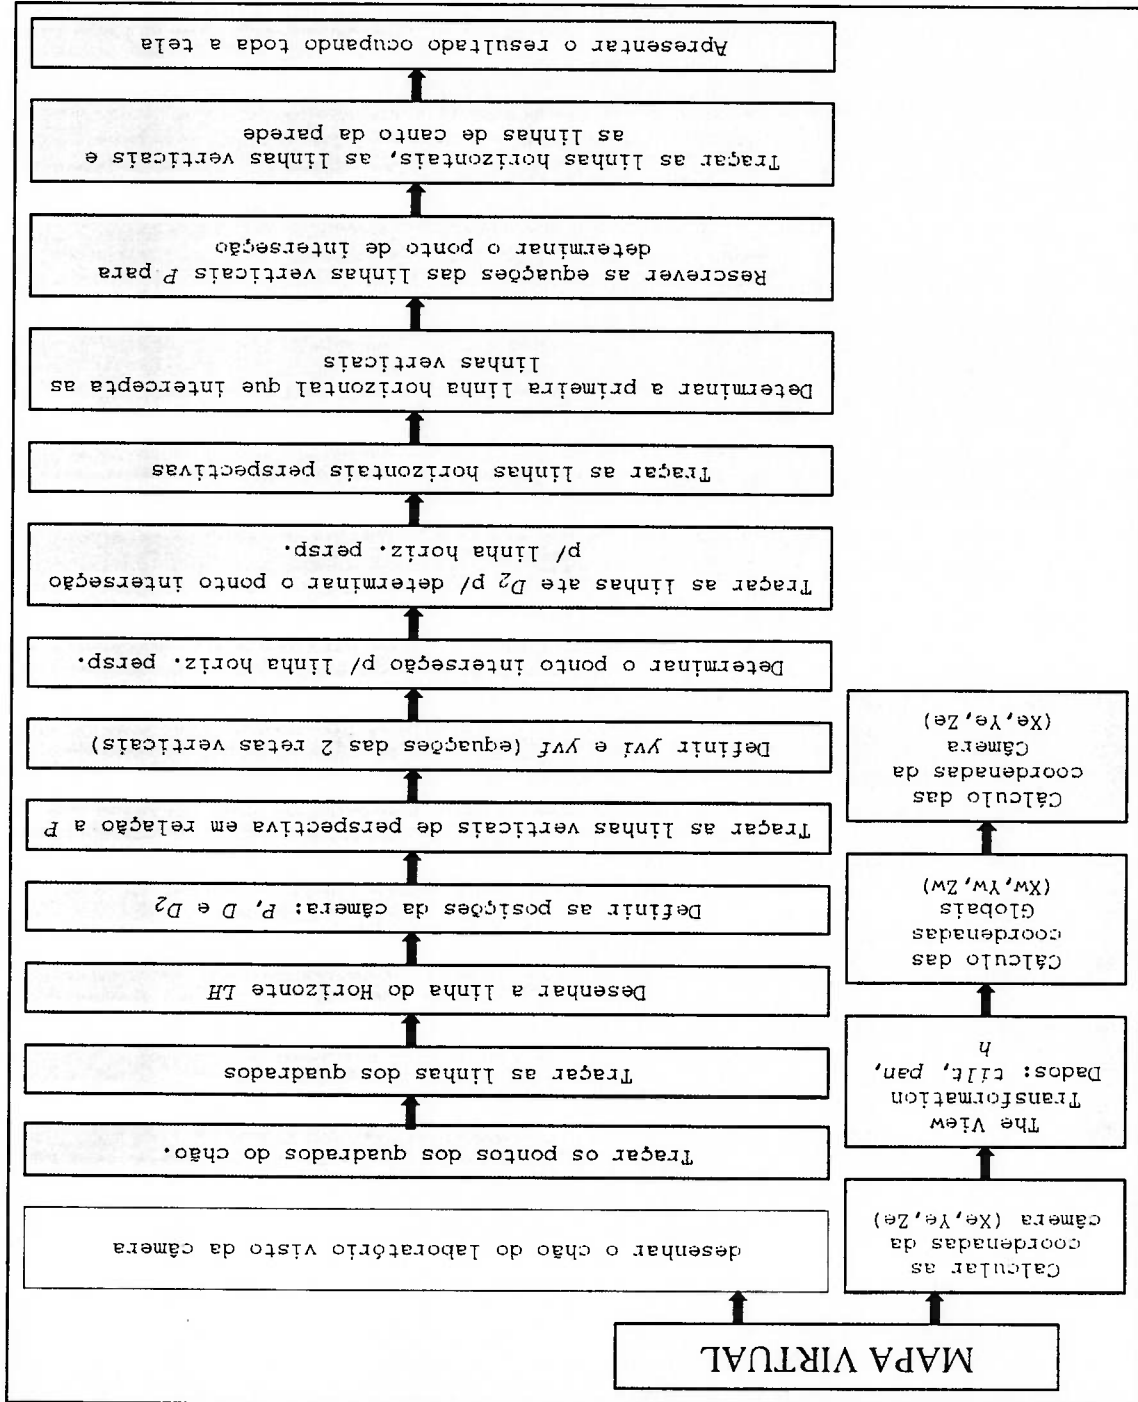 MAPA VIRTUAL
Calcular as
coordenadas da
câmera (Xe,Ye,Ze)
The View
Transformation
Dados: tilt, pan,
h
Cálculo das
coordenadas
Globais
(Xw,Yw,Zw)
Cálculo das
coordenadas da
Câmera
(Xe,Ye,Ze)
desenhar o chão do laboratório visto da câmera
Traçar os pontos dos quadrados do chão.
Traçar as linhas dos quadrados
Desenhar a linha do Horizonte LH
Definir as posições da câmera: P, D e D₂
Traçar as linhas verticais de perspectiva em relação a P
Definir yvi e yvf (equações das 2 retas verticais)
Determinar o ponto interseção p/ linha horiz. persp.
Traçar as linhas ate D₂ p/ determinar o ponto interseção
p/ linha horiz. persp.
Traçar as linhas horizontais perspectivas
Determinar a primeira linha horizontal que intercepta as
linhas verticais
Rescrever as equações das linhas verticais P para
determinar o ponto de interseção
Traçar as linhas horizontais, as linhas verticais e
as linhas de canto da parede
Apresentar o resultado ocupando toda a tela